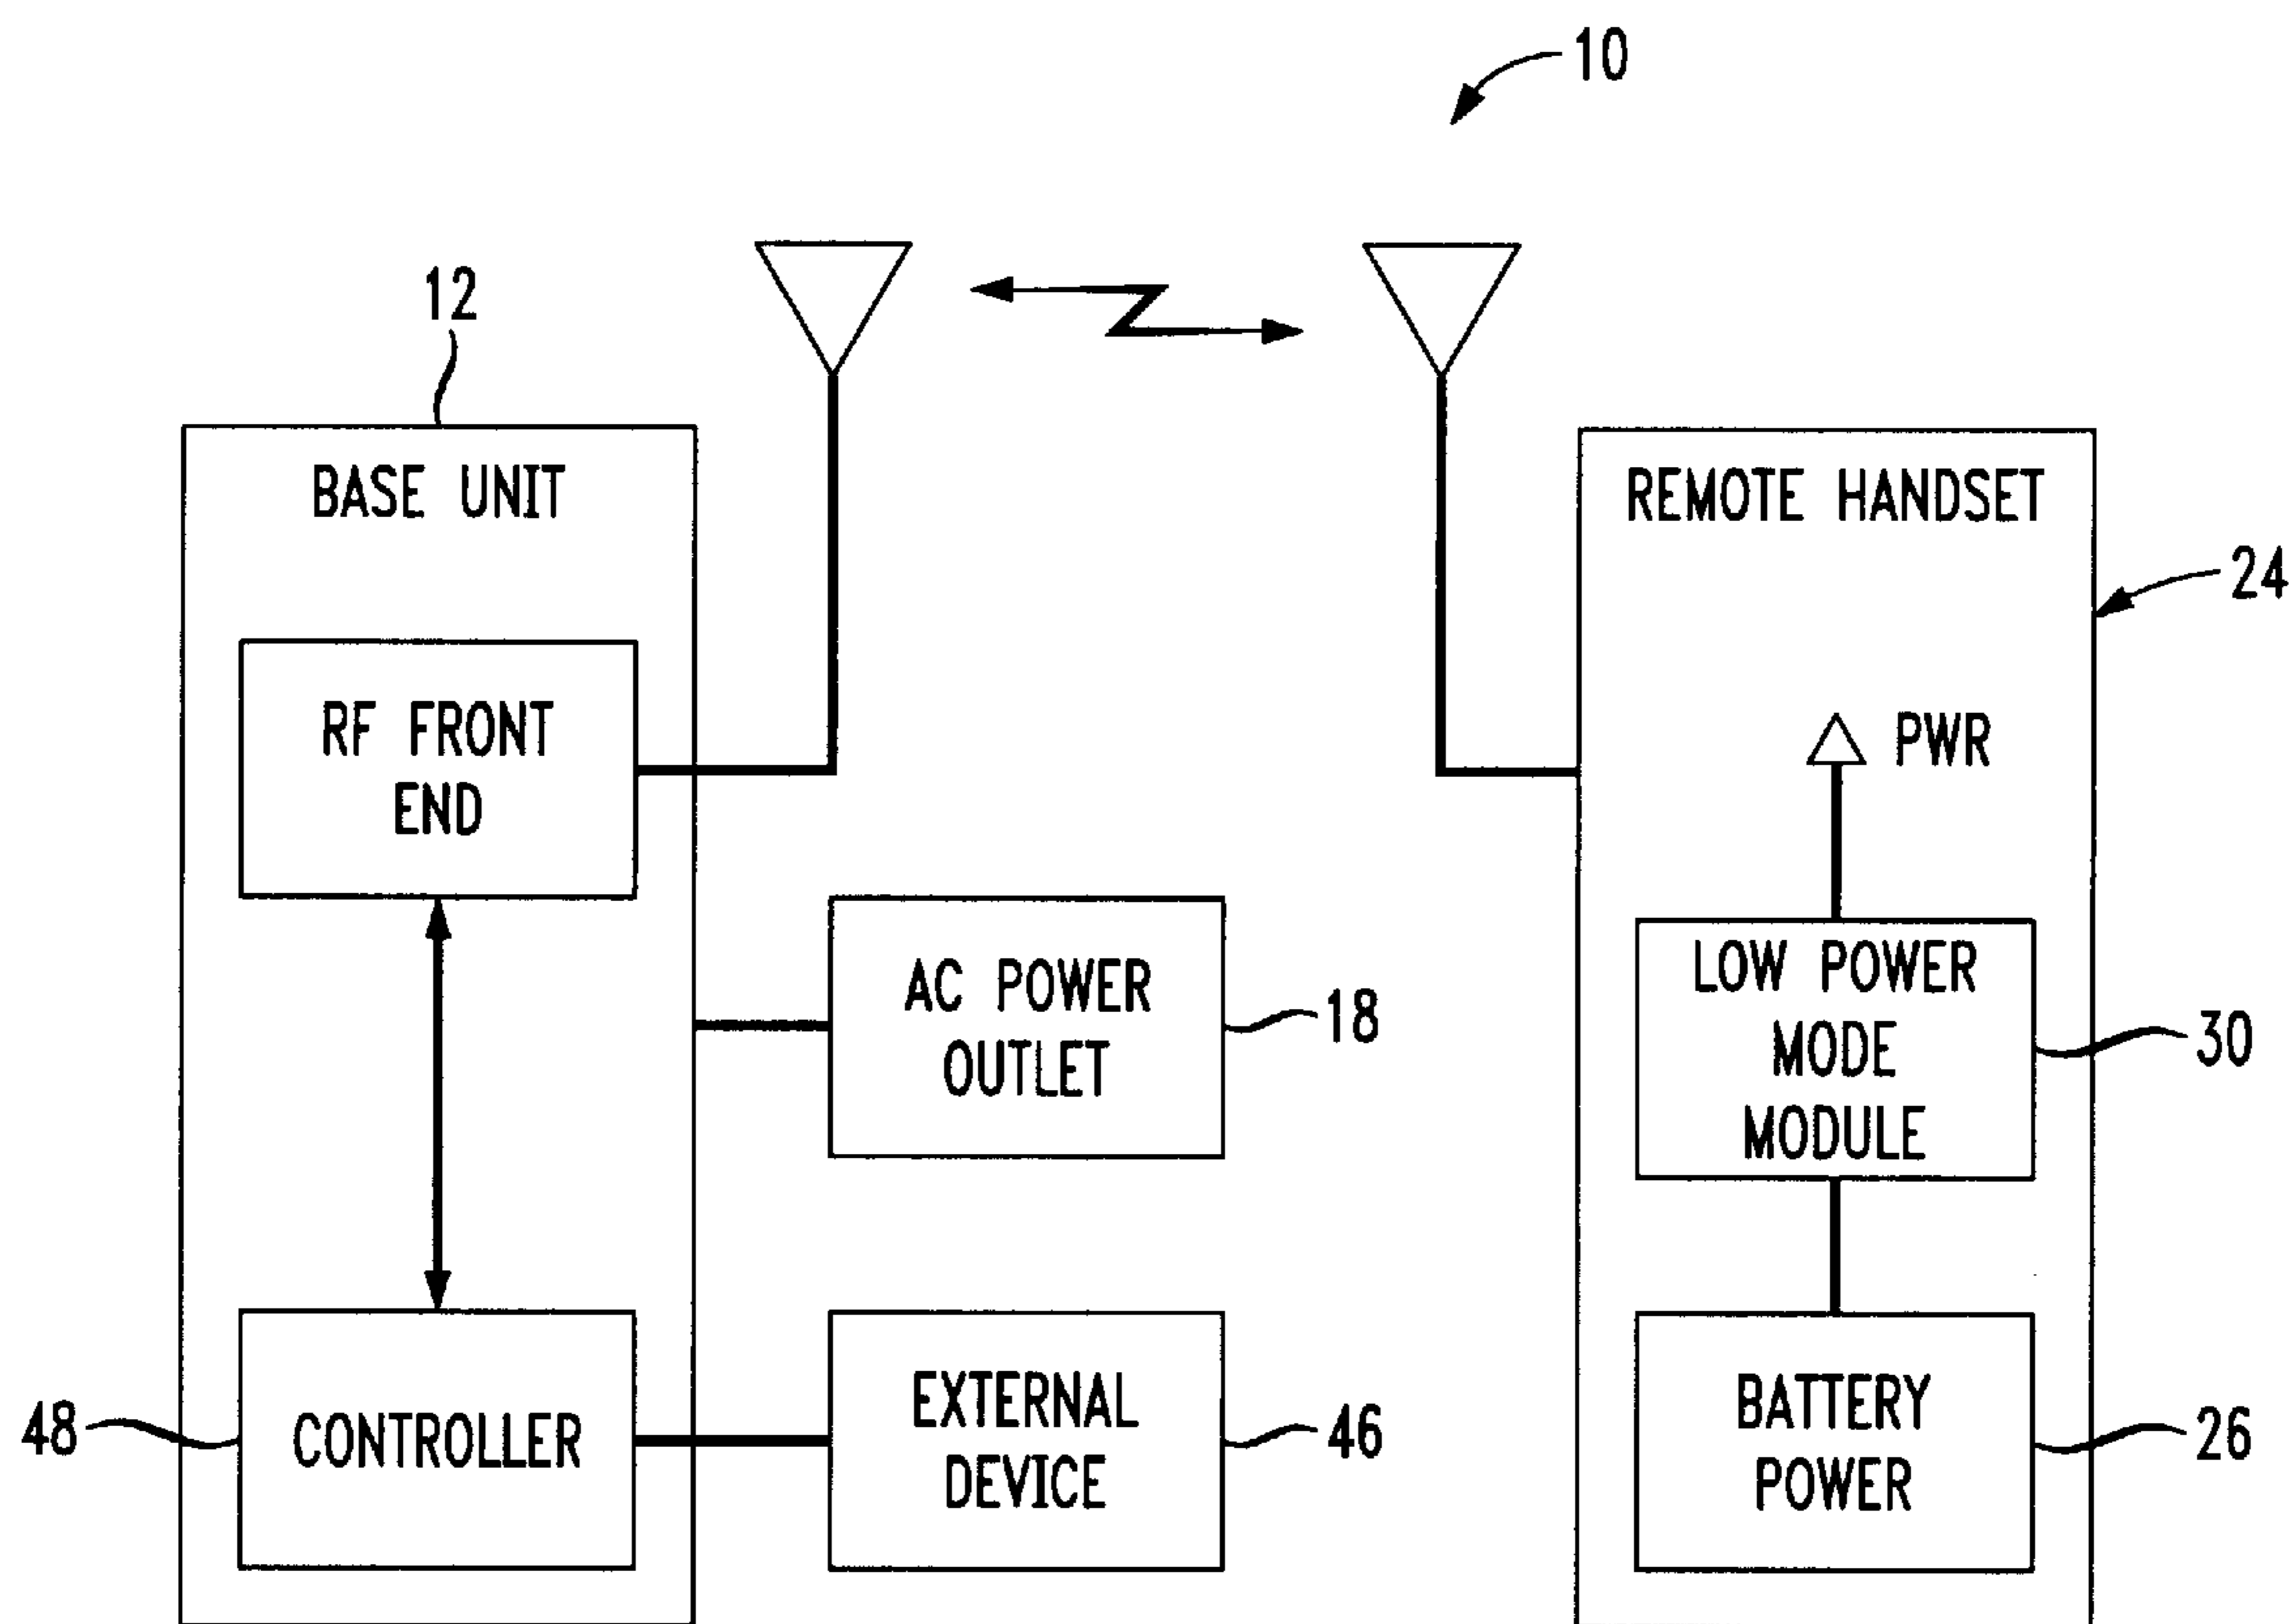 10
12
BASE UNIT
REMOTE HANDSET
24
RF FRONT
END
PWR
AC POWER
OUTLET
18
LOW POWER
MODE
MODULE
30
48
CONTROLLER
EXTERNAL
DEVICE
46
BATTERY
POWER
26